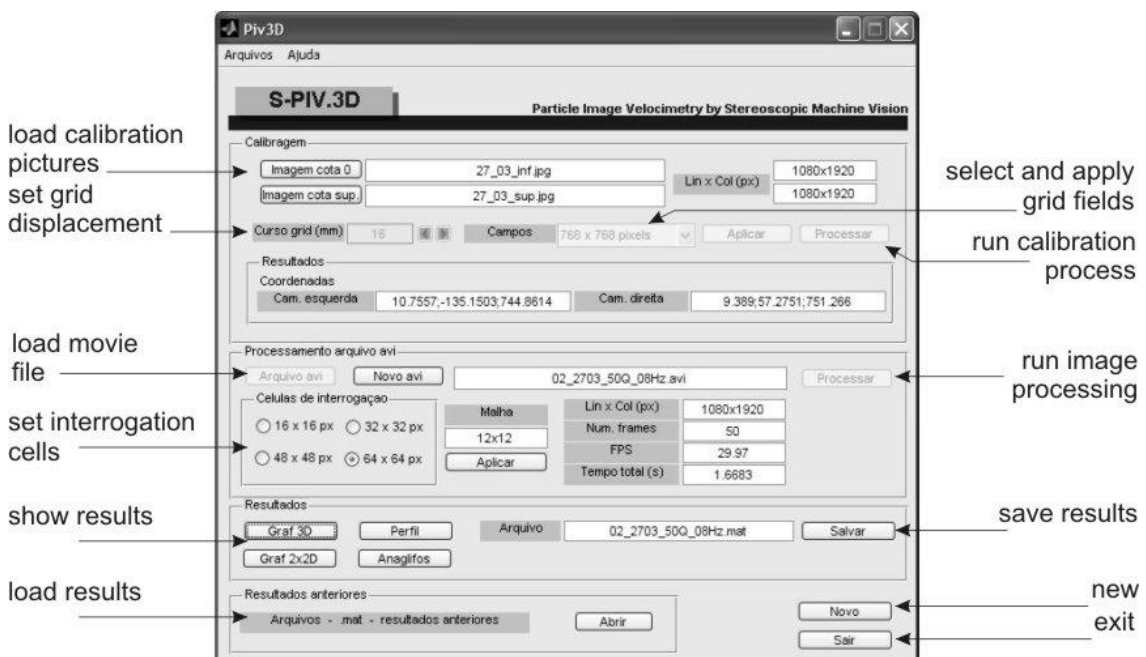 Piv3D
Arquivos Ajuda
S-PIV.3D
Particle Image Velocimetry by Stereoscopic Machine Vision
load calibration
pictures
set grid
displacement
Calibragem
Imagem cota 0 27_03_inf.jpg Lin x Col (px) 1080x1920
Imagem cota sup. 27_03_sup.jpg 1080x1920
select and apply
grid fields
Curso grid (mm) 16 Campos 768 x 768 pixels Aplicar Processar
run calibration
process
Resultados
Coordenadas
Cam. esquerda 10.7557;-135.1503;744.8614 Cam. direita 9.389;57.2751;751.266
load movie
file
Processamento arquivo avi
Arquivo avi Novo avi 02_2703_50Q_08Hz.avi Processar
run image
processing
set interrogation
cells
Celulas de interrogaçao
16 x 16 px 32 x 32 px
48 x 48 px 64 x 64 px
Malha
12x12
Aplicar
Lin x Col (px) 1080x1920
Num. frames 50
FPS 29.97
Tempo total (s) 1.6683
show results
Resultados
Graf 3D Perfil Arquivo 02_2703_50Q_08Hz.mat Salvar
Graf 2x2D Anaglifos
save results
load results
Resultados anteriores
Arquivos - .mat - resultados anteriores Abrir
Novo
Sair
new
exit